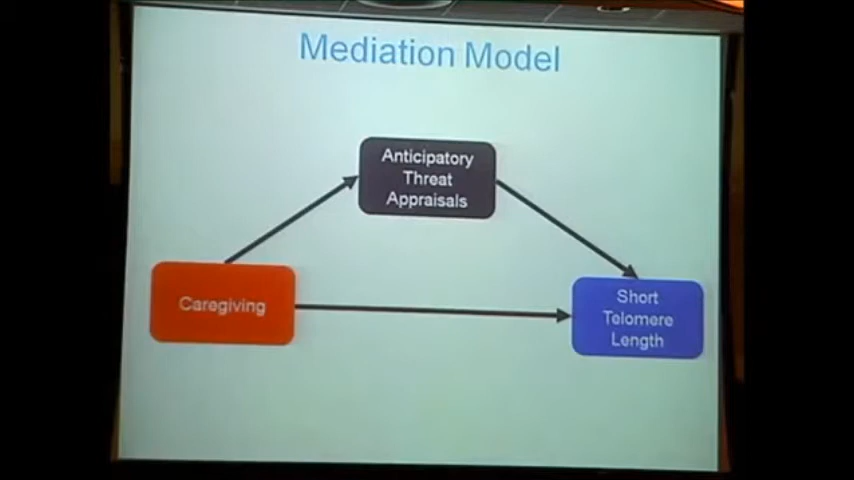 Mediation Model
Anticipatory
Threat
Appraisals
Caregiving
Short
Telomere
Length